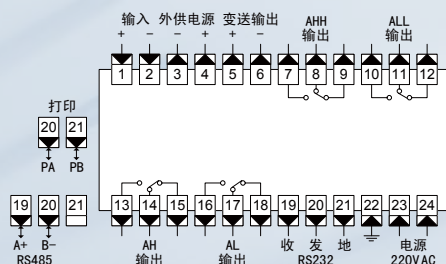 输入 外供电源 变送输出 AHH 输出 ALL 输出
+ − − + + −
1 2 3 4 5 6 7 8 9 10 11 12
打印
20 21
PA PB
19 20 21
A+ B-
RS485
13 14 15 16 17 18 19 20 21 22 23 24
AH 输出 AL 输出 收 发 地 电源
RS232 220VAC